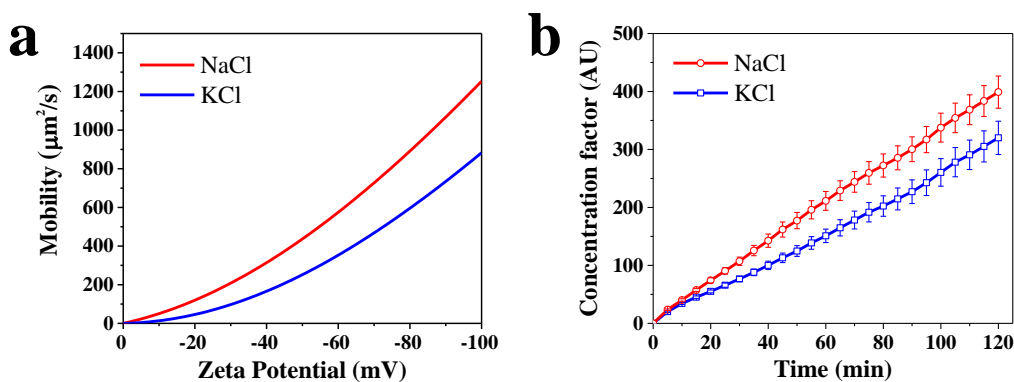 a
Mobility (µm²/s)
1400
1200
1000
800
600
400
200
0
NaCl
KCl
0 -20 -40 -60 -80 -100
Zeta Potential (mV)
b
Concentration factor (AU)
500
400
300
200
100
0
NaCl
KCl
0 20 40 60 80 100 120
Time (min)